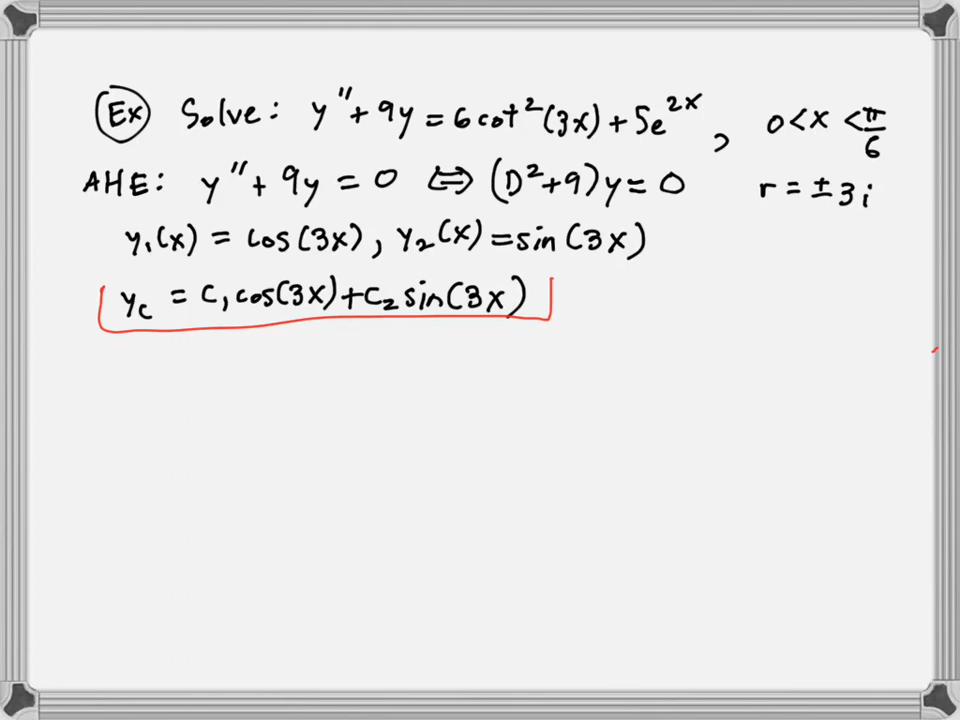 Ex Solve: y'' + 9y = 6cot²(3x) + 5e^{2x}, 0<x<π/6
AHE: y'' + 9y = 0 ⟺ (D²+9)y = 0 r = ±3i
y₁(x) = cos(3x), y₂(x) = sin(3x)
y_c = C₁cos(3x)+C₂sin(3x)